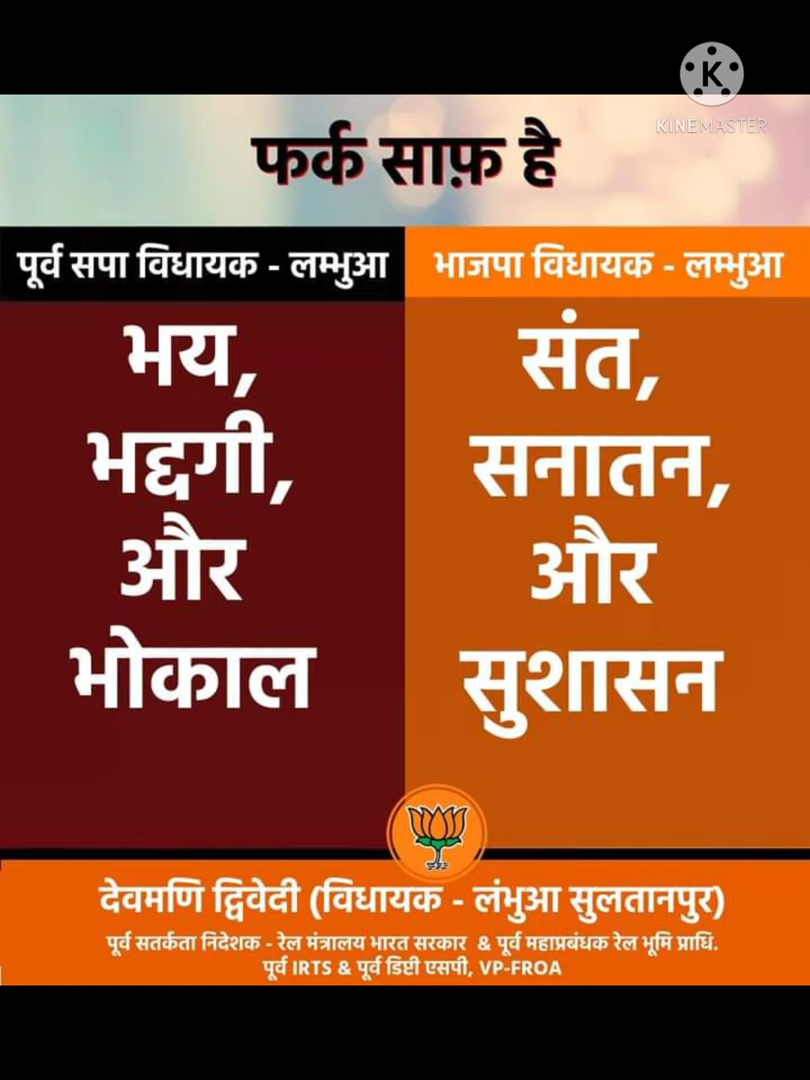 K
KINEMASTER
फर्क साफ़ है
पूर्व सपा विधायक - लम्भुआ
भय,
भद्दगी,
और
भोकाल
भाजपा विधायक - लम्भुआ
संत,
सनातन,
और
सुशासन
देवमणि द्विवेदी (विधायक - लंभुआ सुलतानपुर)
पूर्व सतर्कता निदेशक - रेल मंत्रालय भारत सरकार & पूर्व महाप्रबंधक रेल भूमि प्राधि.
पूर्व IRTS & पूर्व डिप्टी एसपी, VP-FROA